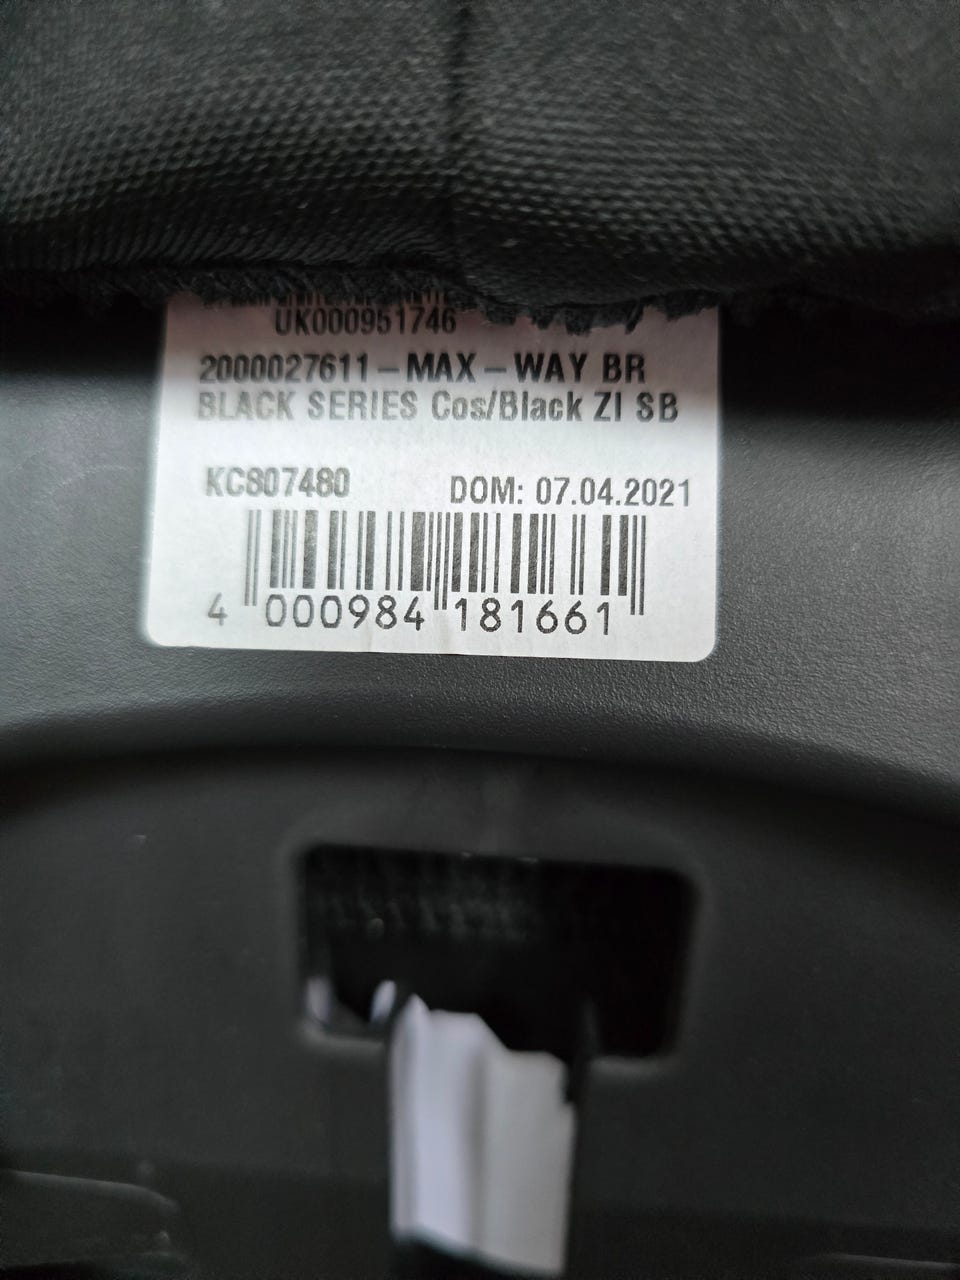 UK000951746
2000027611-MAX-WAY BR
BLACK SERIES Cos/Black ZI SB
KC807480 DOM: 07.04.2021
4 000984 181661